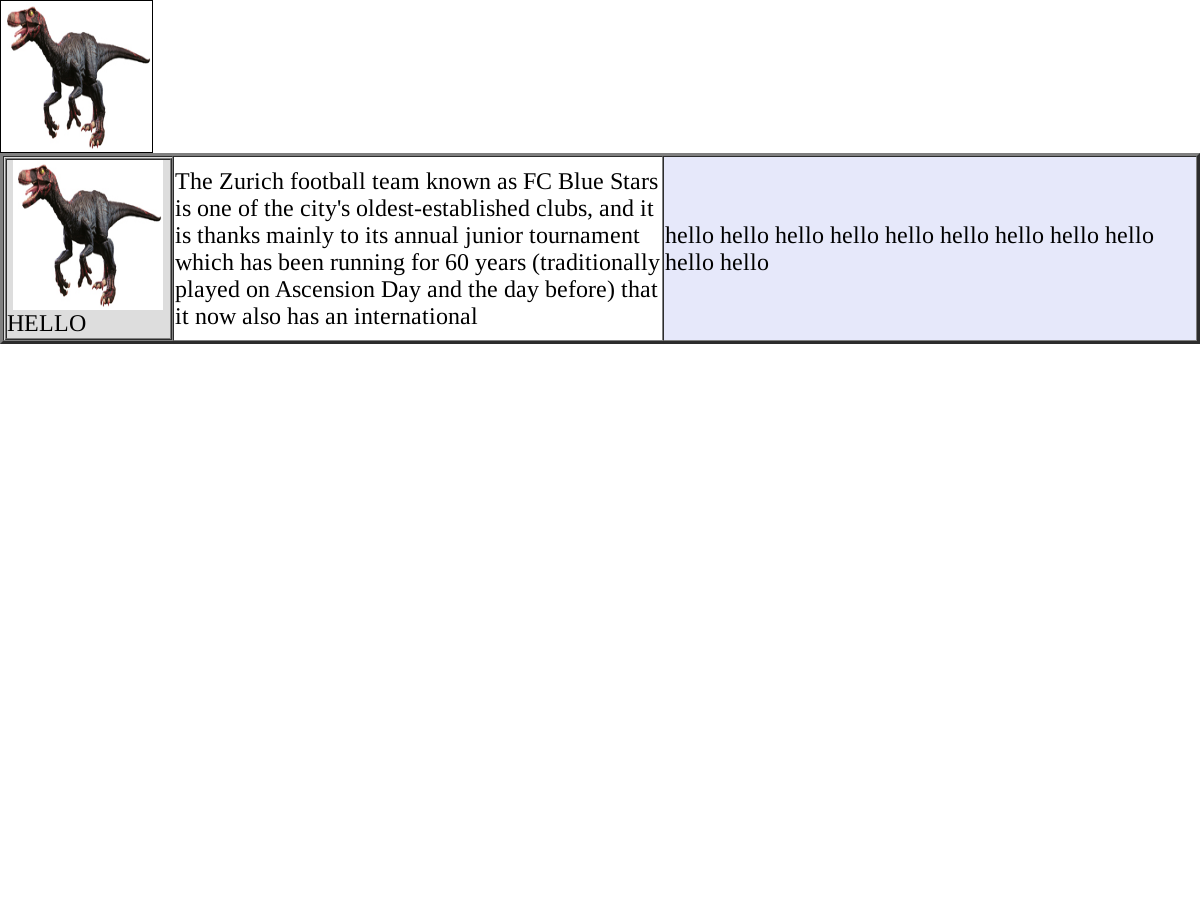 HELLO
The Zurich football team known as FC Blue Stars
is one of the city's oldest-established clubs, and it
is thanks mainly to its annual junior tournament
which has been running for 60 years (traditionally
played on Ascension Day and the day before) that
it now also has an international
hello hello hello hello hello hello hello hello hello
hello hello